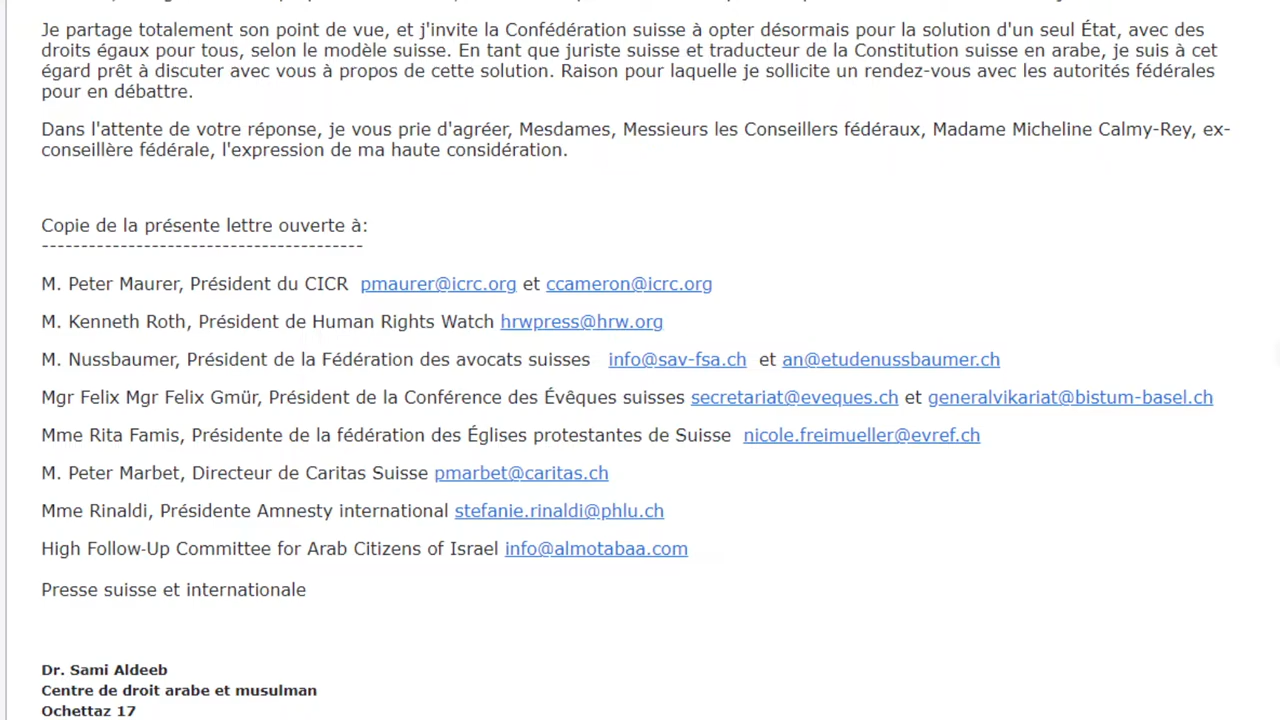 Je partage totalement son point de vue, et j'invite la Confédération suisse à opter désormais pour la solution d'un seul État, avec des
droits égaux pour tous, selon le modèle suisse. En tant que juriste suisse et traducteur de la Constitution suisse en arabe, je suis à cet
égard prêt à discuter avec vous à propos de cette solution. Raison pour laquelle je sollicite un rendez-vous avec les autorités fédérales
pour en débattre.
Dans l'attente de votre réponse, je vous prie d'agréer, Mesdames, Messieurs les Conseillers fédéraux, Madame Micheline Calmy-Rey, ex-
conseillère fédérale, l'expression de ma haute considération.
Copie de la présente lettre ouverte à:
-----------------------------------------
M. Peter Maurer, Président du CICR pmaurer@icrc.org et ccameron@icrc.org
M. Kenneth Roth, Président de Human Rights Watch hrwpress@hrw.org
M. Nussbaumer, Président de la Fédération des avocats suisses info@sav-fsa.ch et an@etudenussbaumer.ch
Mgr Felix Mgr Felix Gmür, Président de la Conférence des Évêques suisses secretariat@eveques.ch et generalvikariat@bistum-basel.ch
Mme Rita Famis, Présidente de la fédération des Églises protestantes de Suisse nicole.freimueller@evref.ch
M. Peter Marbet, Directeur de Caritas Suisse pmarbet@caritas.ch
Mme Rinaldi, Présidente Amnesty international stefanie.rinaldi@phlu.ch
High Follow-Up Committee for Arab Citizens of Israel info@almotabaa.com
Presse suisse et internationale
Dr. Sami Aldeeb
Centre de droit arabe et musulman
Ochettaz 17